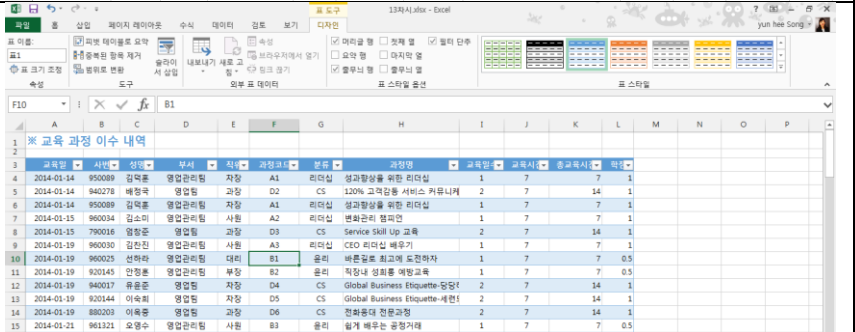 표 도구
13차시.xlsx - Excel
파일 홈 삽입 페이지 레이아웃 수식 데이터 검토 보기 디자인
yun hee Song
표 이름:
표1
표 크기 조정
속성
피벗 테이블로 요약
중복된 항목 제거
범위로 변환
슬라이서 삽입
도구
내보내기 새로 고침
속성
브라우저에서 열기
링크 끊기
외부 표 데이터
머리글 행 첫째 열 필터 단추
요약 행 마지막 열
줄무늬 행 줄무늬 열
표 스타일 옵션
표 스타일
F10 fx B1
A B C D E F G H I J K L M N O P
1 ※ 교육 과정 이수 내역
2
3 교육일 사번 성명 부서 직위 과정코드 분류 과정명 교육일수 교육시간 총교육시간 학점
4 2014-01-14 950089 김덕훈 영업관리팀 차장 A1 리더십 성과향상을 위한 리더십 1 7 7 1
5 2014-01-14 940278 배정국 영업팀 과장 D2 CS 120% 고객감동 서비스 커뮤니케 2 7 14 1
6 2014-01-14 950089 김덕훈 영업관리팀 차장 A1 리더십 성과향상을 위한 리더십 1 7 7 1
7 2014-01-15 960034 김소미 영업관리팀 사원 A2 리더십 변화관리 챔피언 1 7 7 1
8 2014-01-15 790016 엄창준 영업팀 과장 D3 CS Service Skill Up 교육 2 7 14 1
9 2014-01-19 960030 김찬진 영업관리팀 사원 A3 리더십 CEO 리더십 배우기 1 7 7 1
10 2014-01-19 960025 선하라 영업관리팀 대리 B1 윤리 바른길로 최고에 도전하자 1 7 7 0.5
11 2014-01-19 920145 안정훈 영업관리팀 부장 B2 윤리 직장내 성희롱 예방교육 1 7 7 0.5
12 2014-01-19 940017 유윤준 영업팀 차장 D4 CS Global Business Etiquette-당당 2 7 14 1
13 2014-01-19 920144 이숙희 영업팀 차장 D5 CS Global Business Etiquette-세련 2 7 14 1
14 2014-01-19 880203 이옥중 영업팀 과장 D6 CS 전화응대 전문과정 2 7 14 1
15 2014-01-21 961321 오영수 영업관리팀 사원 B3 윤리 쉽게 배우는 공정거래 1 7 7 0.5